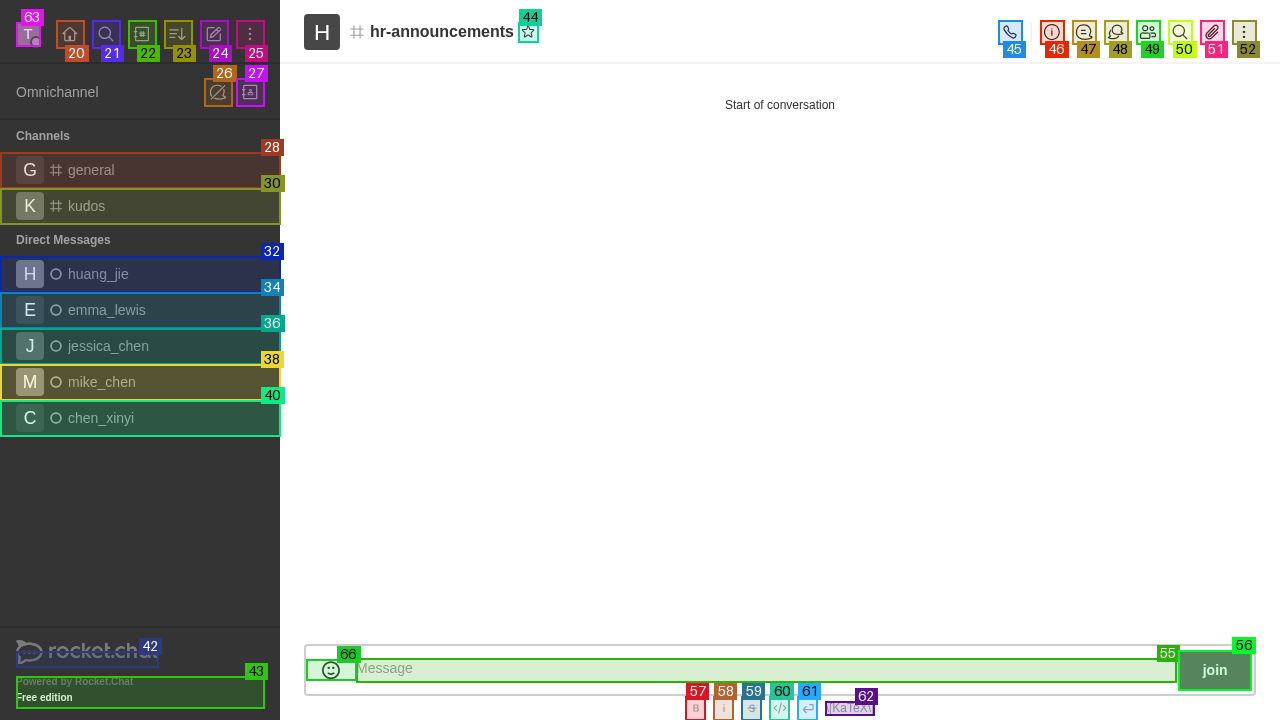 63
T
20
21
22
23
24
25
H
hr-announcements
44
45
46
47
48
49
50
51
52
Omnichannel
26
27
Start of conversation
Channels
28
G general
30
K kudos
Direct Messages
32
H huang_jie
34
E emma_lewis
36
J jessica_chen
38
M mike_chen
40
C chen_xinyi
rocket.chat
42
43
Powered by Rocket.Chat
Free edition
66
Message
55
56
join
57
58
59
60
61
62
B
i
S
\(KaTeX\)